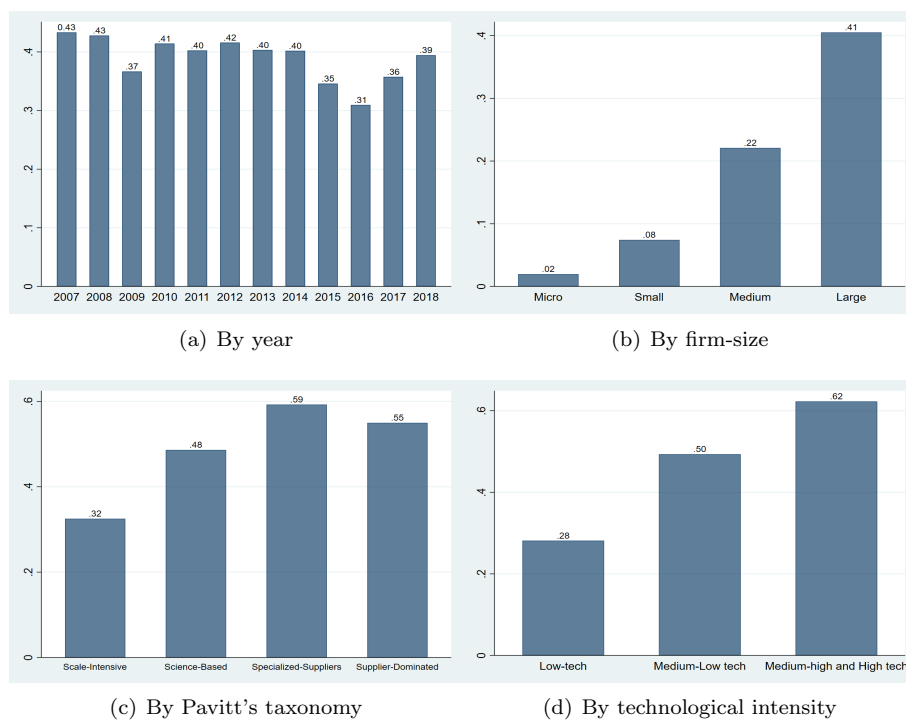 0.43 .43 .37 .41 .40 .42 .40 .40 .35 .31 .36 .39
.4
.3
.2
.1
0
2007 2008 2009 2010 2011 2012 2013 2014 2015 2016 2017 2018
(a) By year
.02 .08 .22 .41
.4
.3
.2
.1
0
Micro Small Medium Large
(b) By firm-size
.32 .48 .59 .55
.6
.4
.2
0
Scale-Intensive Science-Based Specialized-Suppliers Supplier-Dominated
(c) By Pavitt's taxonomy
.28 .50 .62
.6
.4
.2
0
Low-tech Medium-Low tech Medium-high and High tech
(d) By technological intensity